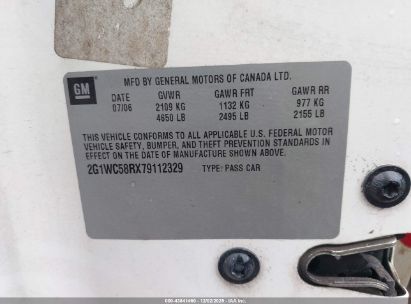 GM
MFD BY GENERAL MOTORS OF CANADA LTD.
DATE GVWR GAWR FRT GAWR RR
07/06 2109 KG 1132 KG 977 KG
4650 LB 2495 LB 2155 LB
THIS VEHICLE CONFORMS TO ALL APPLICABLE U.S. FEDERAL MOTOR
VEHICLE SAFETY, BUMPER, AND THEFT PREVENTION STANDARDS
IN EFFECT ON THE DATE OF MANUFACTURE SHOWN ABOVE.
2G1WC58RX79112329 TYPE: PASS CAR